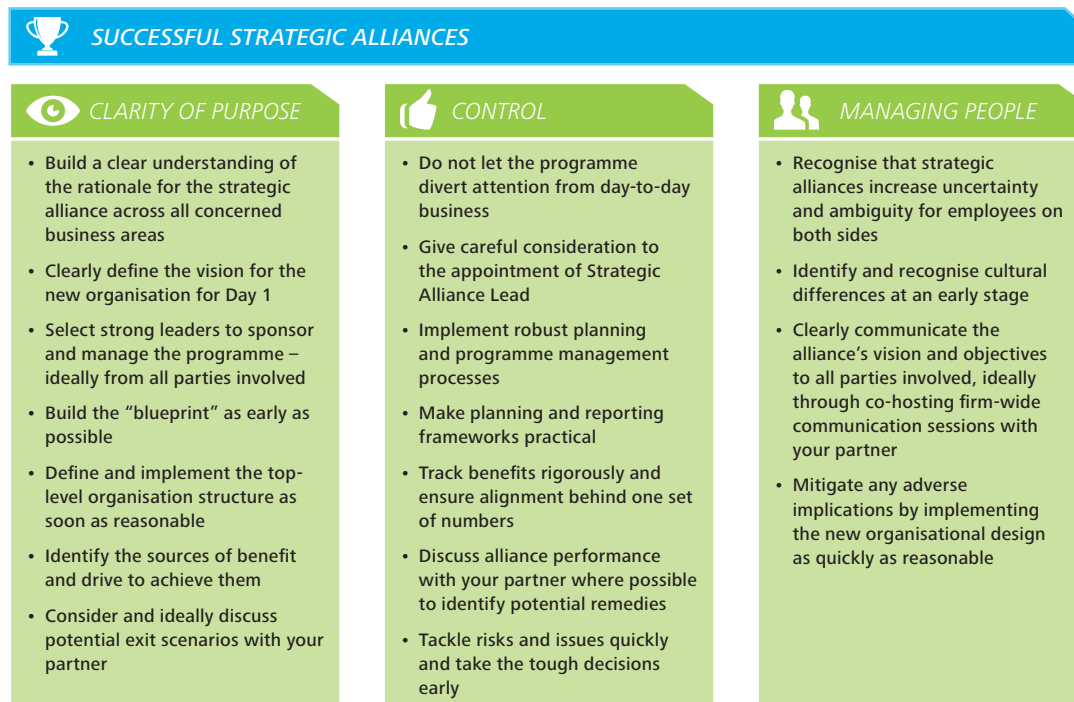 SUCCESSFUL STRATEGIC ALLIANCES
CLARITY OF PURPOSE
• Build a clear understanding of
the rationale for the strategic
alliance across all concerned
business areas
• Clearly define the vision for the
new organisation for Day 1
• Select strong leaders to sponsor
and manage the programme –
ideally from all parties involved
• Build the “blueprint” as early as
possible
• Define and implement the top-
level organisation structure as
soon as reasonable
• Identify the sources of benefit
and drive to achieve them
• Consider and ideally discuss
potential exit scenarios with your
partner
CONTROL
• Do not let the programme
divert attention from day-to-day
business
• Give careful consideration to
the appointment of Strategic
Alliance Lead
• Implement robust planning
and programme management
processes
• Make planning and reporting
frameworks practical
• Track benefits rigorously and
ensure alignment behind one set
of numbers
• Discuss alliance performance
with your partner where possible
to identify potential remedies
• Tackle risks and issues quickly
and take the tough decisions
early
MANAGING PEOPLE
• Recognise that strategic
alliances increase uncertainty
and ambiguity for employees on
both sides
• Identify and recognise cultural
differences at an early stage
• Clearly communicate the
alliance’s vision and objectives
to all parties involved, ideally
through co-hosting firm-wide
communication sessions with
your partner
• Mitigate any adverse
implications by implementing
the new organisational design
as quickly as reasonable